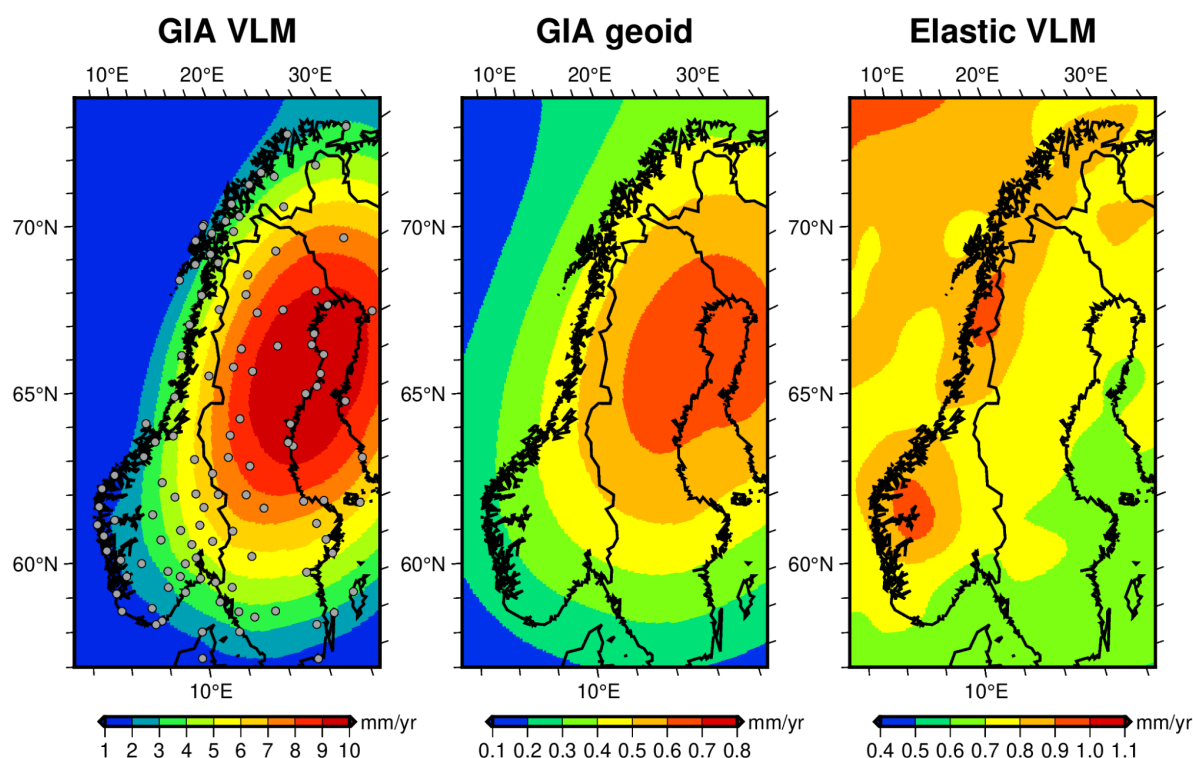 GIA VLM GIA geoid Elastic VLM
10°E 20°E 30°E 10°E 20°E 30°E 10°E 20°E 30°E
70°N 70°N 70°N
65°N 65°N 65°N
60°N 60°N 60°N
10°E 10°E 10°E
mm/yr mm/yr mm/yr
1 2 3 4 5 6 7 8 9 10 0.1 0.2 0.3 0.4 0.5 0.6 0.7 0.8 0.4 0.5 0.6 0.7 0.8 0.9 1.0 1.1